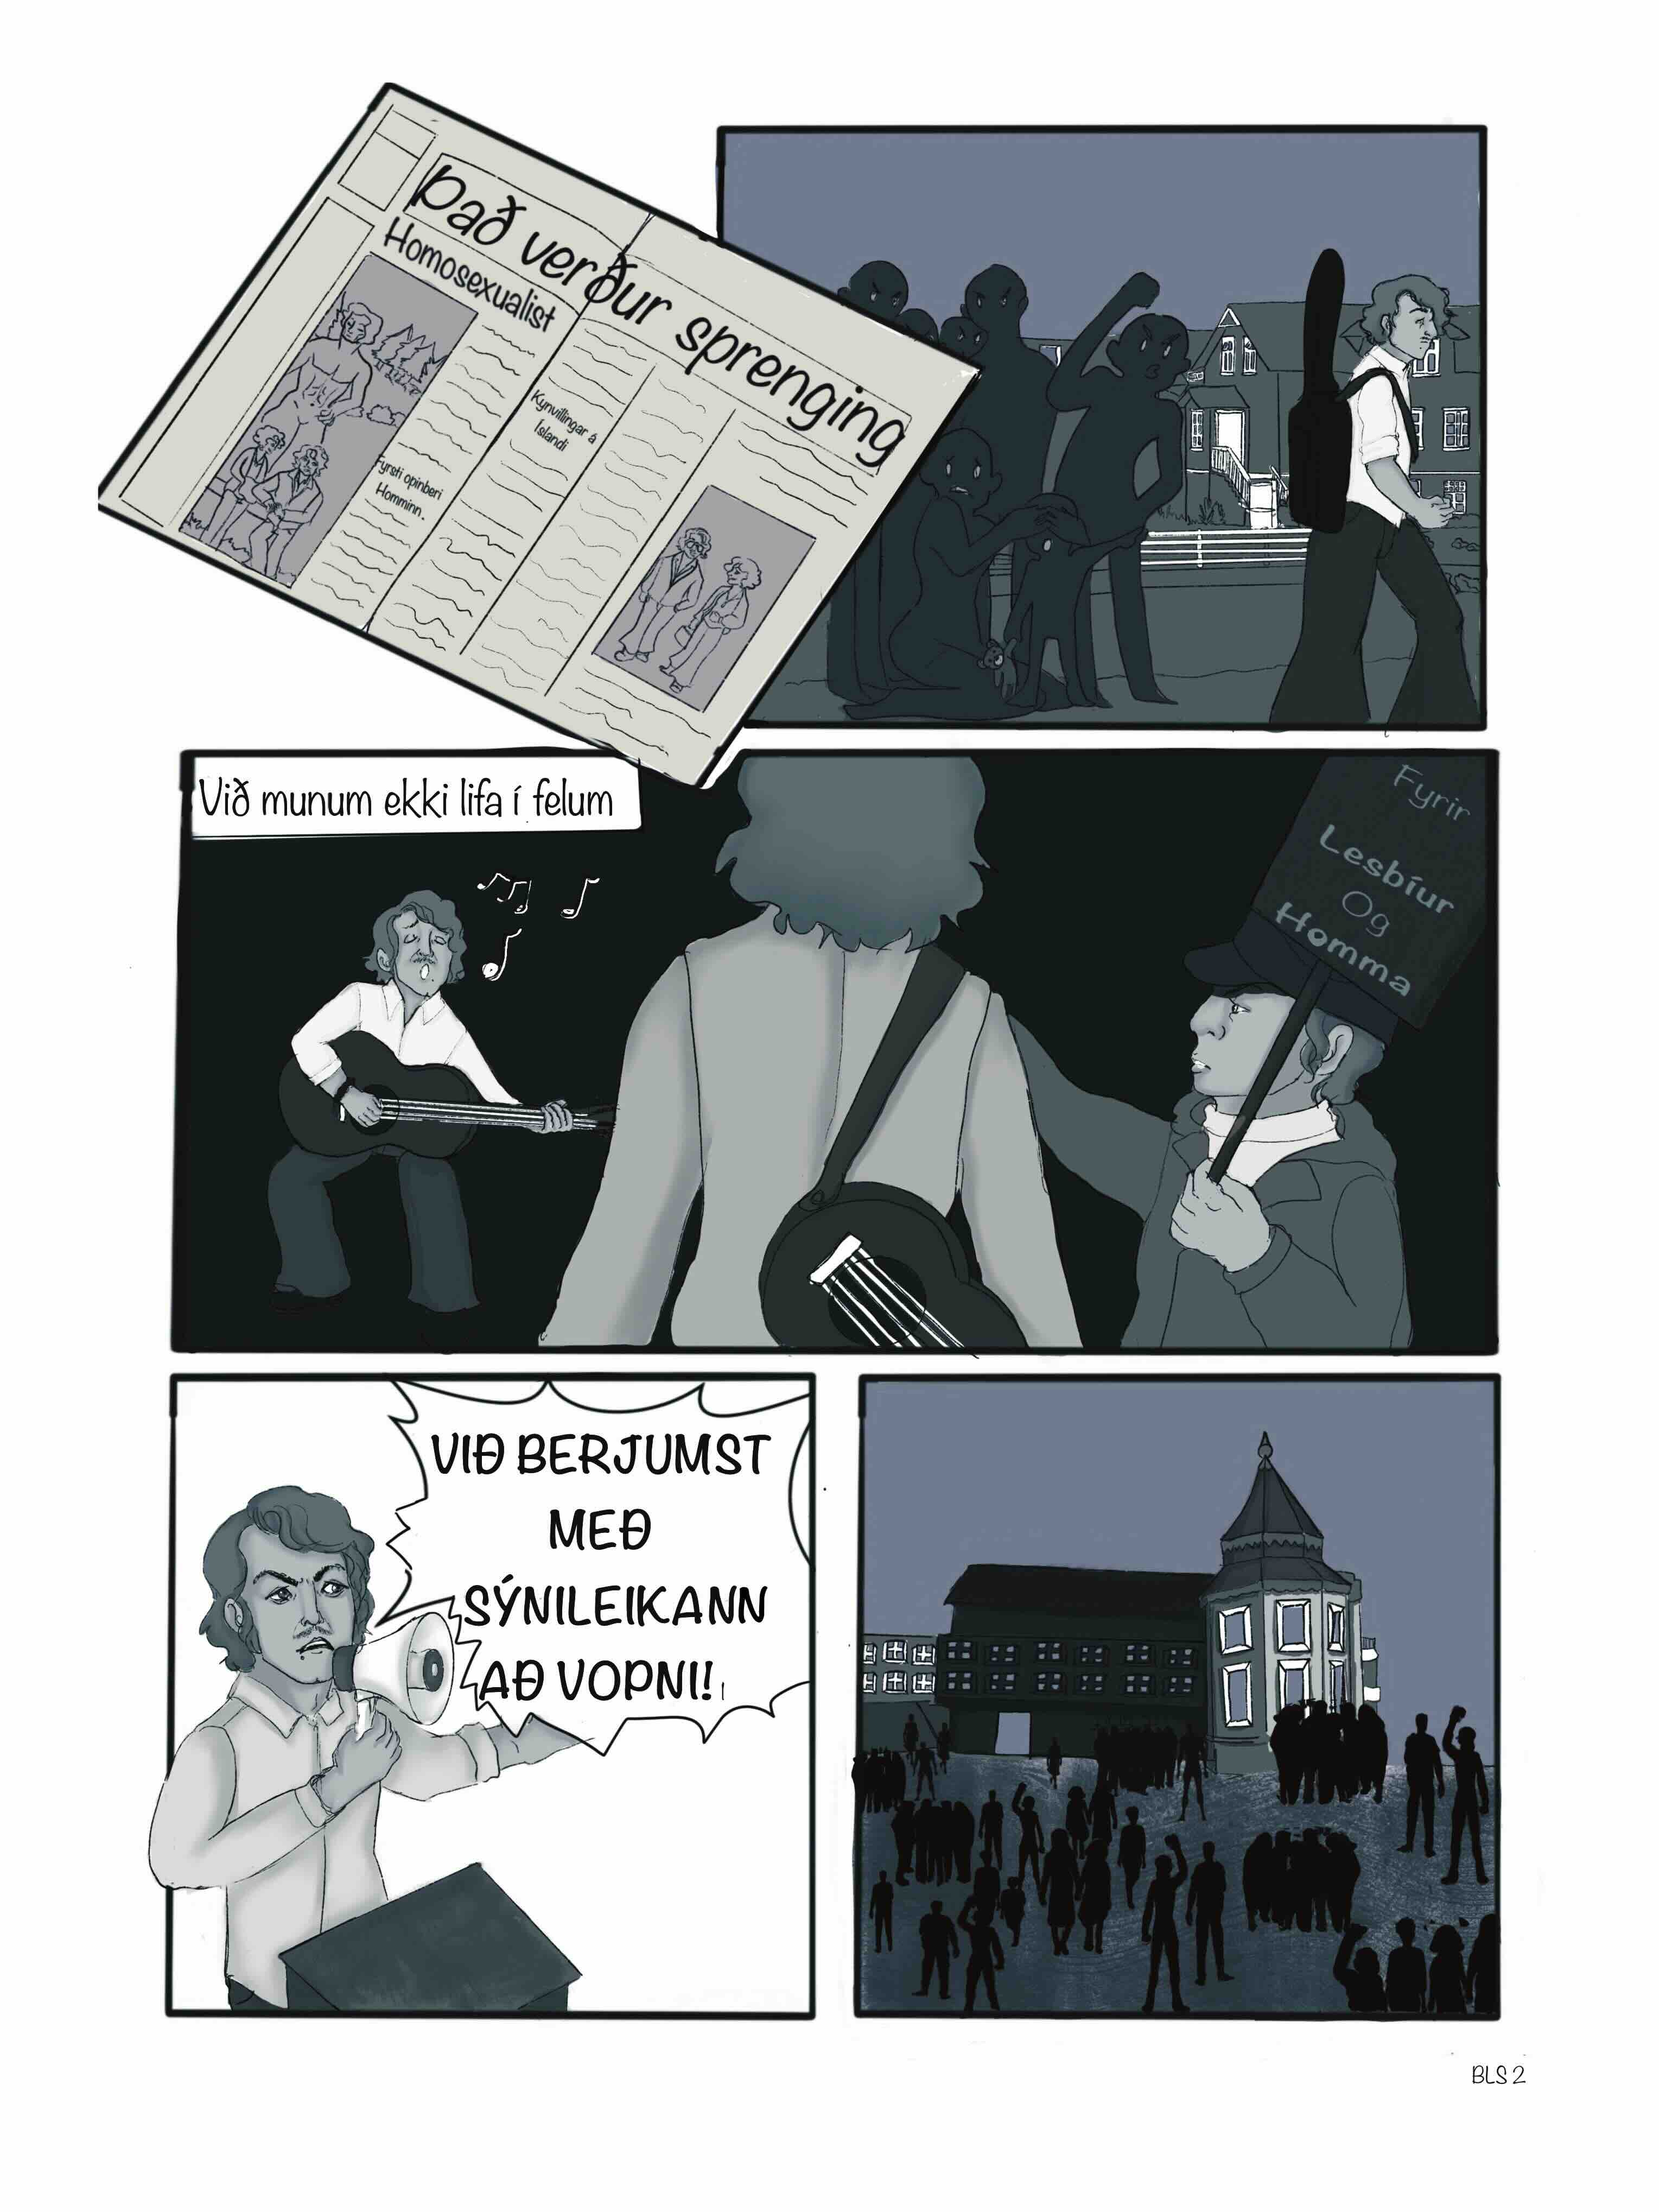 Það verður sprenging
Homosexualist
Fyrsti opinberi
Homminn.
Kynvillingar á
Íslandi
Við munum ekki lifa í felum
Fyrir
Lesbíur
Og
Homma
VIÐ BERJUMST
MEÐ
SÝNILEIKANN
AÐ VOPNI!
BLS 2